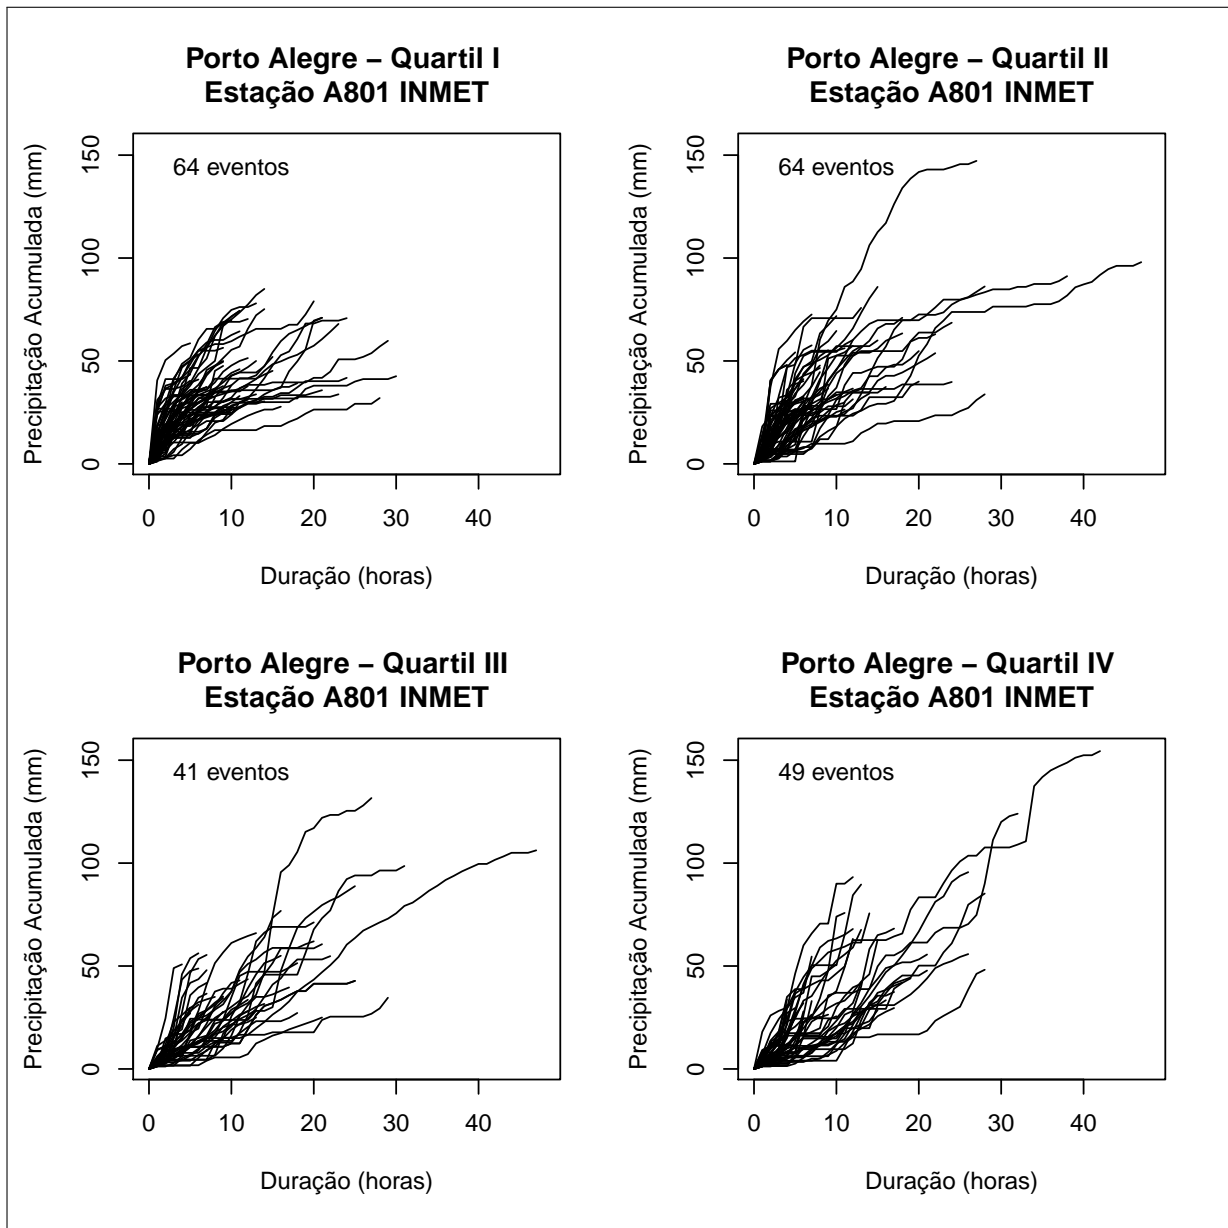 Porto Alegre – Quartil I
Estação A801 INMET
Precipitação Acumulada (mm)
150
100
50
0
64 eventos
0 10 20 30 40
Duração (horas)
Porto Alegre – Quartil II
Estação A801 INMET
Precipitação Acumulada (mm)
150
100
50
0
64 eventos
0 10 20 30 40
Duração (horas)
Porto Alegre – Quartil III
Estação A801 INMET
Precipitação Acumulada (mm)
150
100
50
0
41 eventos
0 10 20 30 40
Duração (horas)
Porto Alegre – Quartil IV
Estação A801 INMET
Precipitação Acumulada (mm)
150
100
50
0
49 eventos
0 10 20 30 40
Duração (horas)